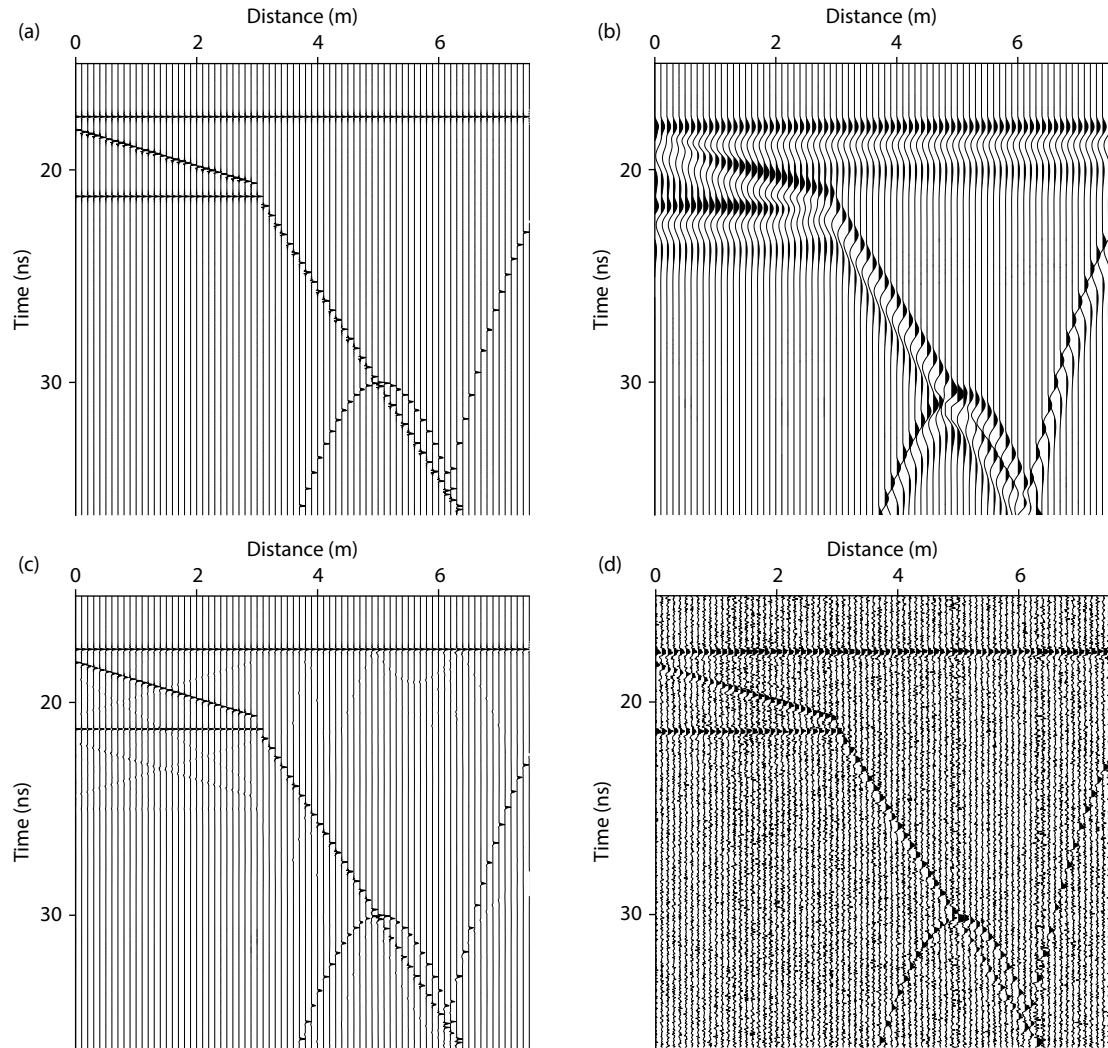 Distance (m)
(a)
0 2 4 6
20
Time (ns)
30
Distance (m)
(b)
0 2 4 6
20
Time (ns)
30
Distance (m)
(c)
0 2 4 6
20
Time (ns)
30
Distance (m)
(d)
0 2 4 6
20
Time (ns)
30